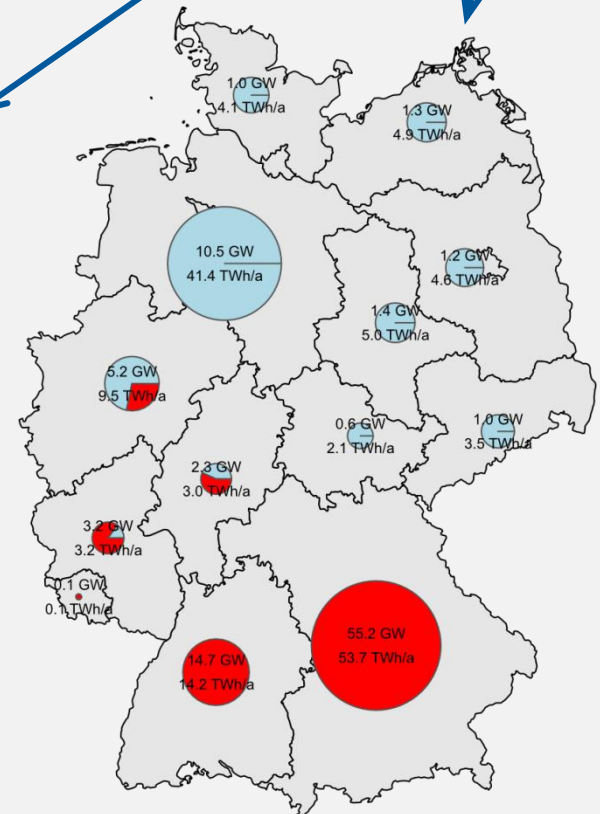 1.0 GW
4.1 TWh/a
1.3 GW
4.9 TWh/a
10.5 GW
41.4 TWh/a
1.2 GW
4.6 TWh/a
1.4 GW
5.0 TWh/a
5.2 GW
9.5 TWh/a
0.6 GW
2.1 TWh/a
1.0 GW
3.5 TWh/a
2.3 GW
3.0 TWh/a
3.2 GW
3.2 TWh/a
0.1 GW
0.1 TWh/a
14.7 GW
14.2 TWh/a
55.2 GW
53.7 TWh/a